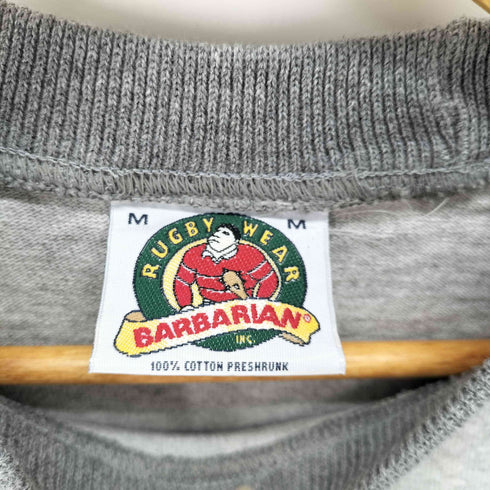 M M
RUGBY WEAR
BARBARIAN®
INC.
100% COTTON PRESHRUNK